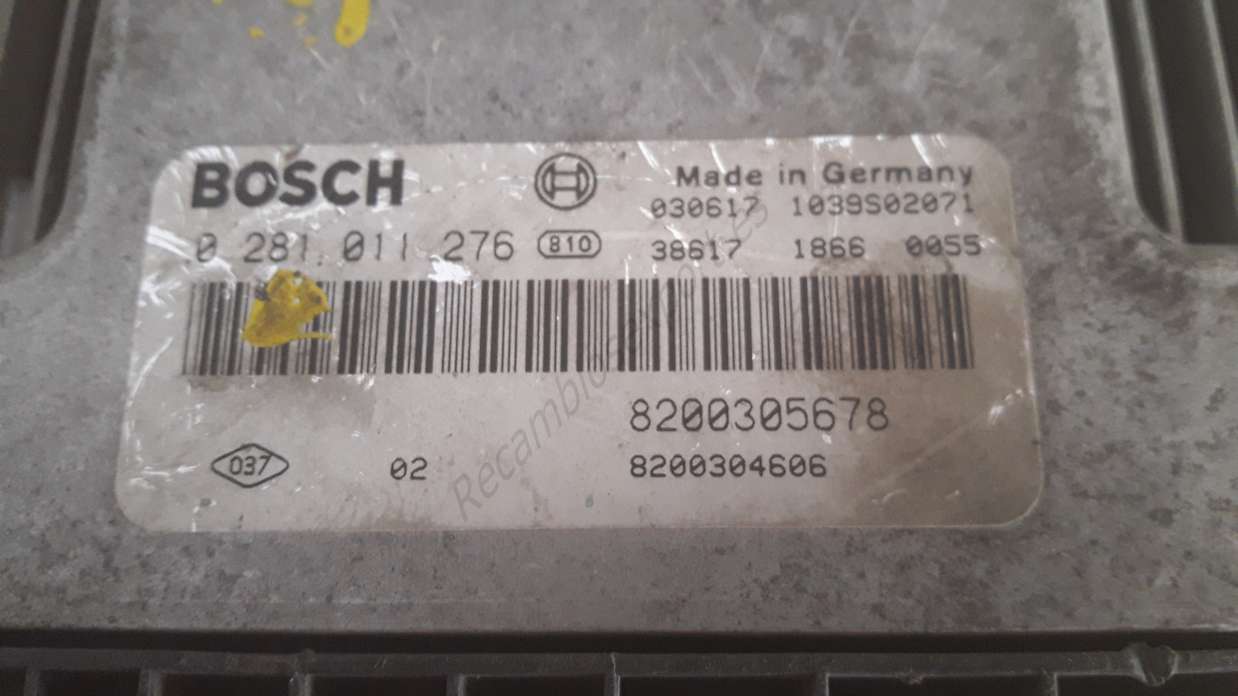 BOSCH
Made in Germany
030617 1039S02071
0 281 011 276 810 38617 1866 0055
8200305678
037 02 8200304606